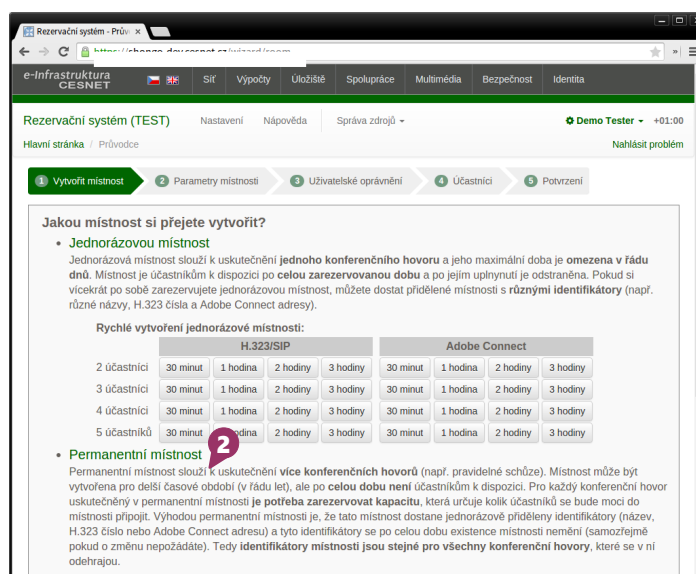 Rezervační systém - Průvo
e-Infrastruktura
CESNET
Síť Výpočty Úložiště Spolupráce Multimédia Bezpečnost Identita
Rezervační systém (TEST) Nastavení Nápověda Správa zdrojů Demo Tester +01:00
Hlavní stránka / Průvodce Nahlásit problém
1 Vytvořit místnost 2 Parametry místnosti 3 Uživatelské oprávnění 4 Účastníci 5 Potvrzení
Jakou místnost si přejete vytvořit?
• Jednorázovou místnost
Jednorázová místnost slouží k uskutečnění jednoho konferenčního hovoru a jeho maximální doba je omezena v řádu
dnů. Místnost je účastníkům k dispozici po celou zarezervovanou dobu a po jejím uplynutí je odstraněna. Pokud si
vícekrát po sobě zarezervujete jednorázovou místnost, můžete dostat přidělené místnosti s různými identifikátory (např.
různé názvy, H.323 čísla a Adobe Connect adresy).
Rychlé vytvoření jednorázové místnosti:
H.323/SIP Adobe Connect
2 účastníci 30 minut 1 hodina 2 hodiny 3 hodiny 30 minut 1 hodina 2 hodiny 3 hodiny
3 účastníci 30 minut 1 hodina 2 hodiny 3 hodiny 30 minut 1 hodina 2 hodiny 3 hodiny
4 účastníci 30 minut 1 hodina 2 hodiny 3 hodiny 30 minut 1 hodina 2 hodiny 3 hodiny
5 účastníků 30 minut hodina 2 hodiny 3 hodiny 30 minut 1 hodina 2 hodiny 3 hodiny
2
• Permanentní místnost
Permanentní místnost slouží k uskutečnění více konferenčních hovorů (např. pravidelné schůze). Místnost může být
vytvořena pro delší časové období (v řádu let), ale po celou dobu není účastníkům k dispozici. Pro každý konferenční hovor
uskutečněný v permanentní místnosti je potřeba zarezervovat kapacitu, která určuje kolik účastníků se bude moci do
místnosti připojit. Výhodou permanentní místnosti je, že tato místnost dostane jednorázově přiděleny identifikátory (název,
H.323 číslo nebo Adobe Connect adresu) a tyto identifikátory se po celou dobu existence místnosti nemění (samozřejmě
pokud o změnu nepožádáte). Tedy identifikátory místnosti jsou stejné pro všechny konferenční hovory, které se v ní
odehrajou.